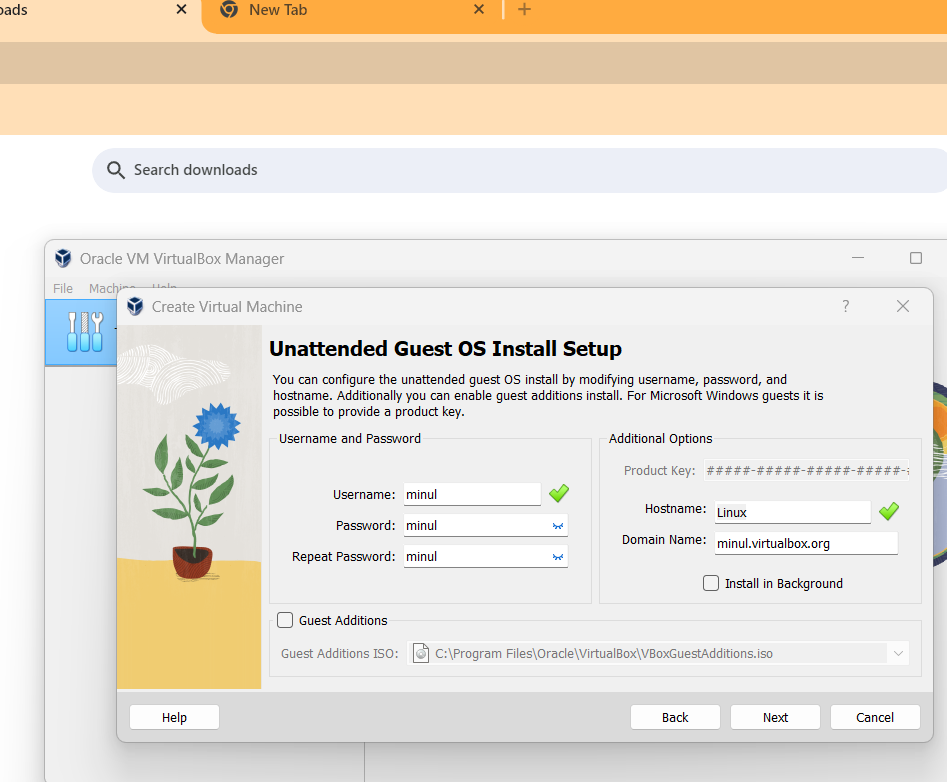 oads
New Tab
Search downloads
Oracle VM VirtualBox Manager
File Machine Help
Create Virtual Machine ?
Unattended Guest OS Install Setup
You can configure the unattended guest OS install by modifying username, password, and
hostname. Additionally you can enable guest additions install. For Microsoft Windows guests it is
possible to provide a product key.
Username and Password
Username: minul
Password: minul
Repeat Password: minul
Additional Options
Product Key: #####-#####-#####-#####-#
Hostname: Linux
Domain Name: minul.virtualbox.org
Install in Background
Guest Additions
Guest Additions ISO: C:\Program Files\Oracle\VirtualBox\VBoxGuestAdditions.iso
Help Back Next Cancel